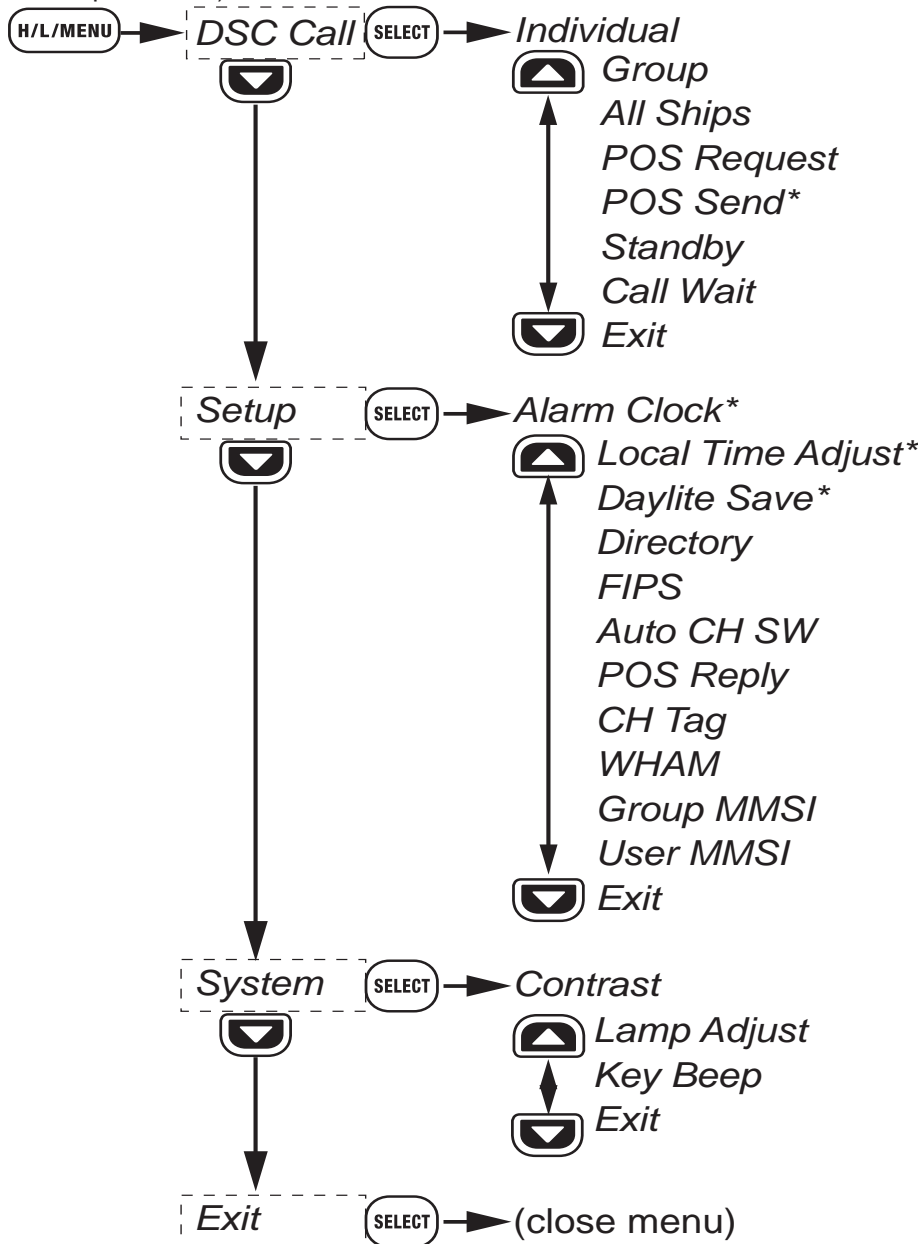 H/L/MENU DSC Call SELECT Individual
Group
All Ships
POS Request
POS Send*
Standby
Call Wait
Exit
Setup SELECT Alarm Clock*
Local Time Adjust*
Daylite Save*
Directory
FIPS
Auto CH SW
POS Reply
CH Tag
WHAM
Group MMSI
User MMSI
Exit
System SELECT Contrast
Lamp Adjust
Key Beep
Exit
Exit SELECT (close menu)